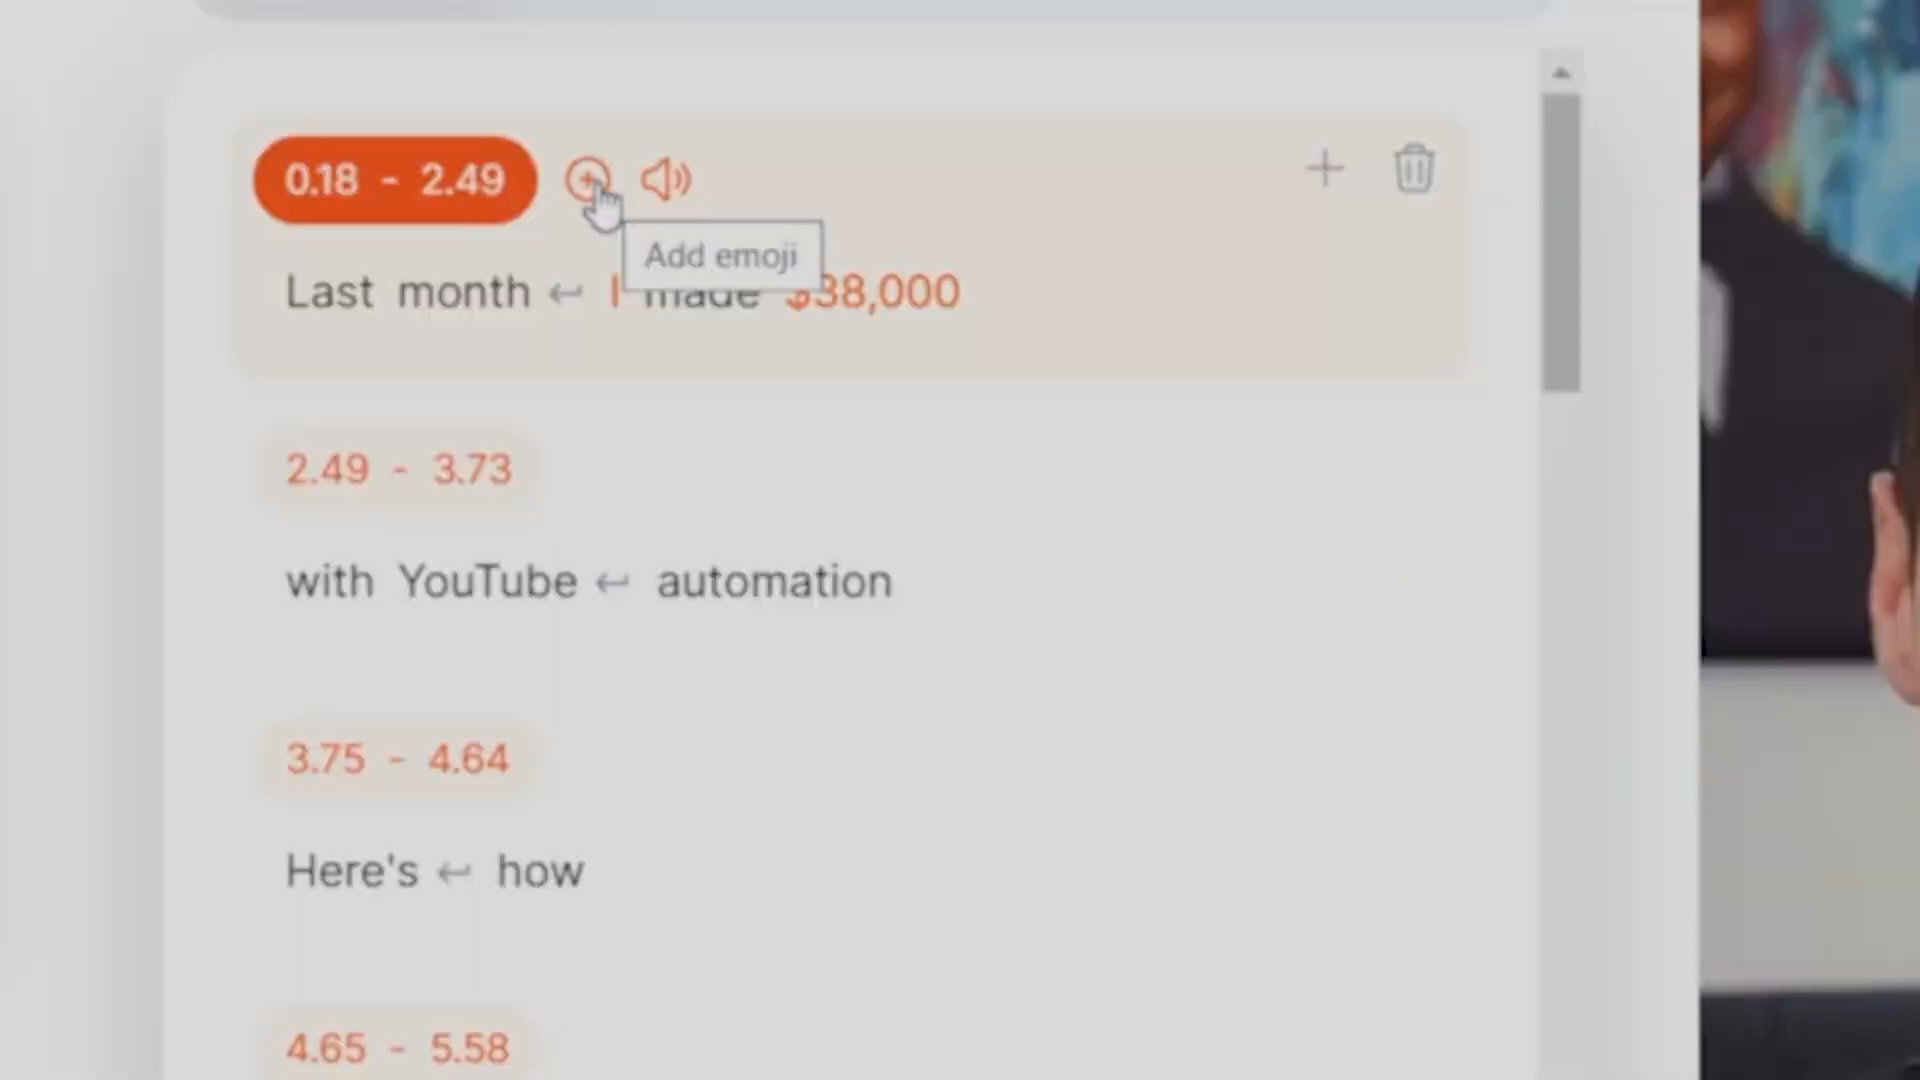 0.18 - 2.49
Add emoji
Last month ↩ I made $38,000
2.49 - 3.73
with YouTube ↩ automation
3.75 - 4.64
Here's ↩ how
4.65 - 5.58